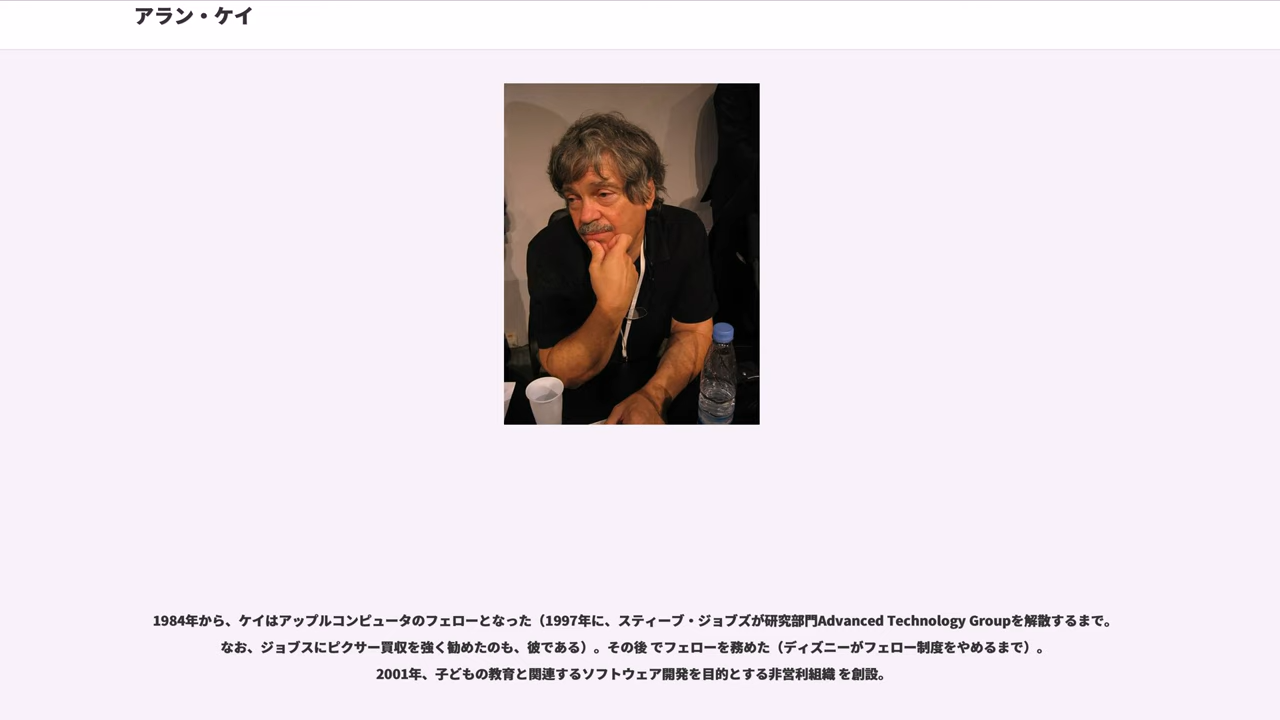 アラン・ケイ
1984年から、ケイはアップルコンピュータのフェローとなった（1997年に、スティーブ・ジョブズが研究部門Advanced Technology Groupを解散するまで。
なお、ジョブスにピクサー買収を強く勧めたのも、彼である）。その後 でフェローを務めた（ディズニーがフェロー制度をやめるまで）。
2001年、子どもの教育と関連するソフトウェア開発を目的とする非営利組織 を創設。